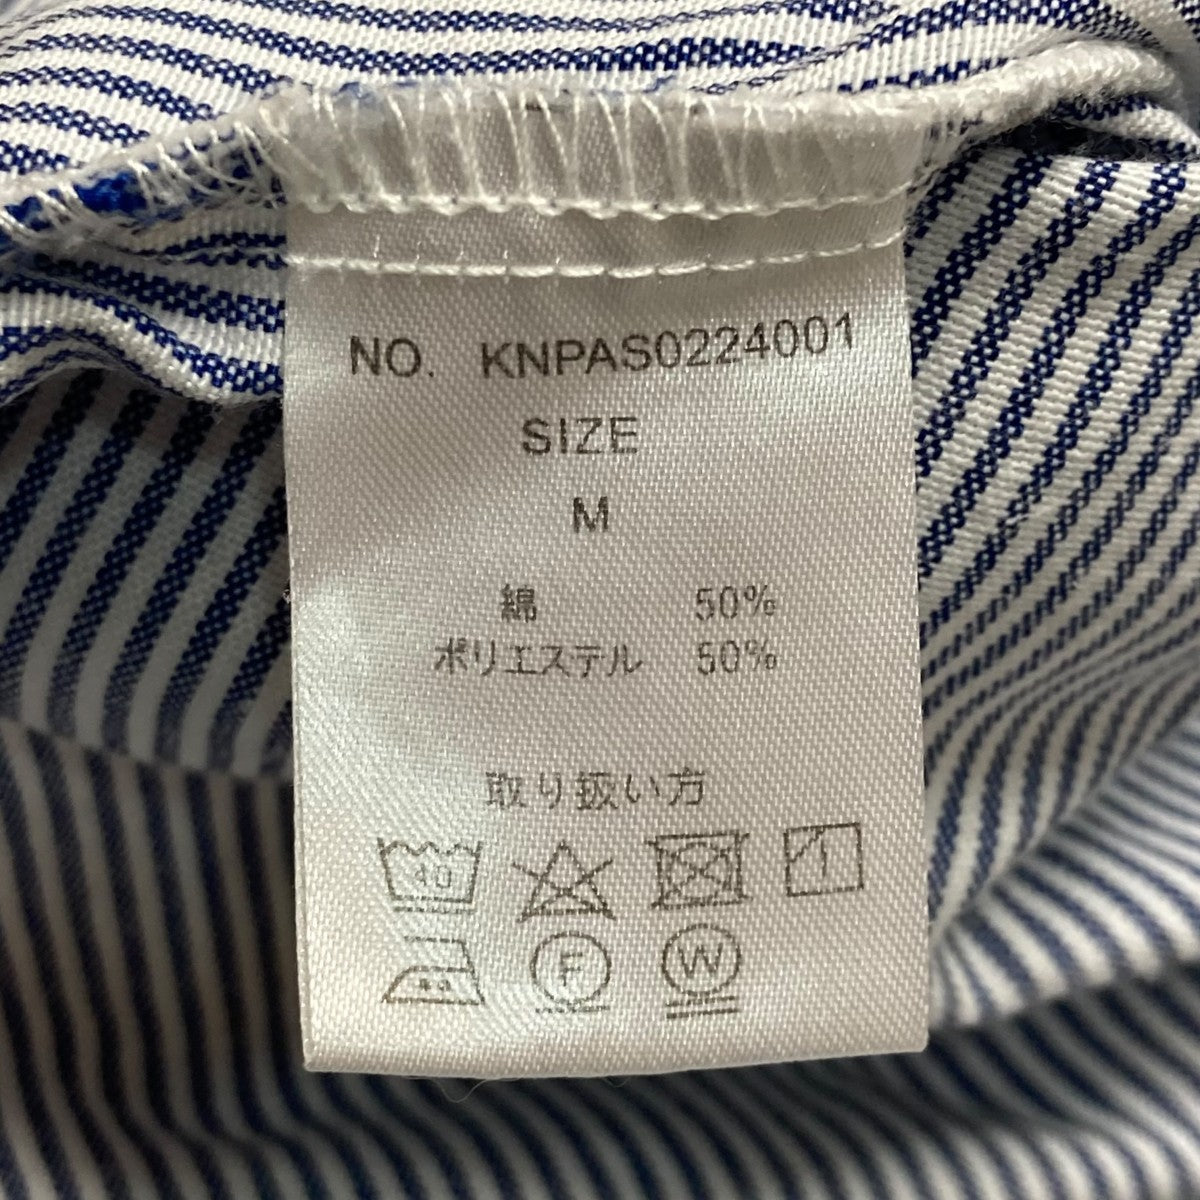 NO. KNPAS0224001
SIZE
M
綿 50%
ポリエステル 50%
取り扱い方
40
F W